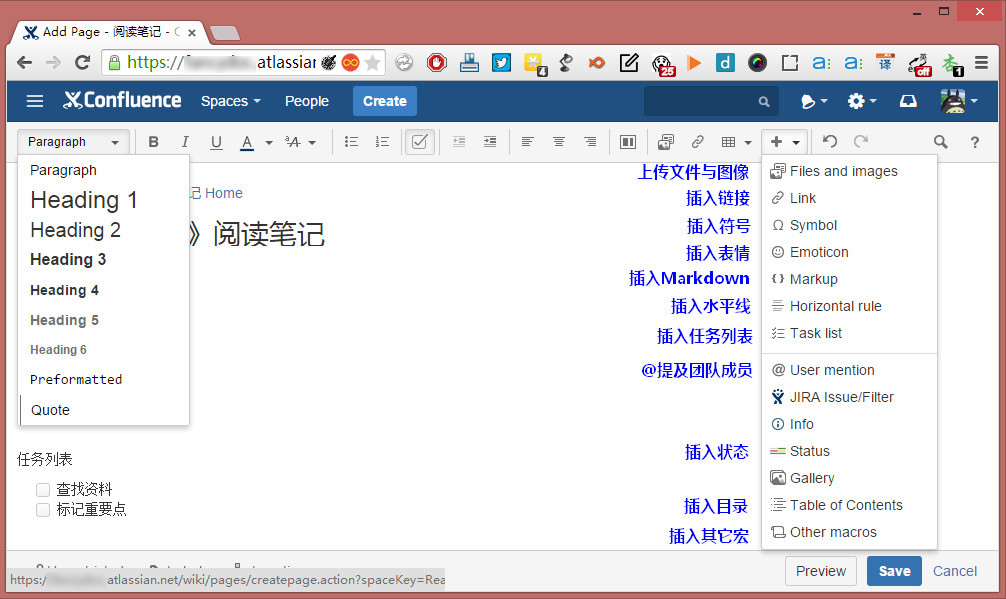 Add Page - 阅读笔记 - C
https:// .atlassian
4
25
d
a:
a:
译
英
off
杏
1
Confluence Spaces People Create
Paragraph B I U A A ?
Paragraph
Heading 1
Heading 2
Heading 3
Heading 4
Heading 5
Heading 6
Preformatted
Quote
记 Home
》阅读笔记
任务列表
查找资料
标记重要点
上传文件与图像 Files and images
插入链接 Link
插入符号 Symbol
插入表情 Emoticon
插入Markdown Markup
插入水平线 Horizontal rule
插入任务列表 Task list
@提及团队成员 User mention
JIRA Issue/Filter
Info
插入状态 Status
Gallery
插入目录 Table of Contents
插入其它宏 Other macros
https:// .atlassian.net/wiki/pages/createpage.action?spaceKey=Rea
Preview Save Cancel